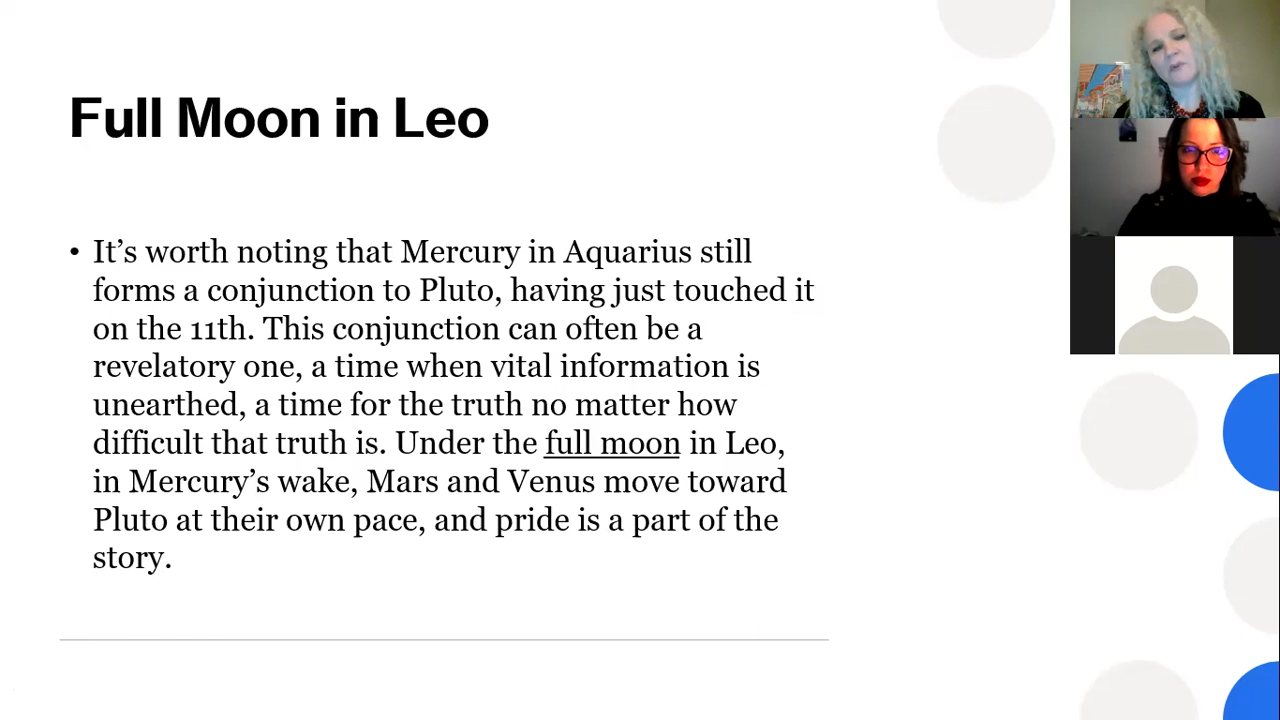 Full Moon in Leo
• It’s worth noting that Mercury in Aquarius still
forms a conjunction to Pluto, having just touched it
on the 11th. This conjunction can often be a
revelatory one, a time when vital information is
unearthed, a time for the truth no matter how
difficult that truth is. Under the full moon in Leo,
in Mercury’s wake, Mars and Venus move toward
Pluto at their own pace, and pride is a part of the
story.